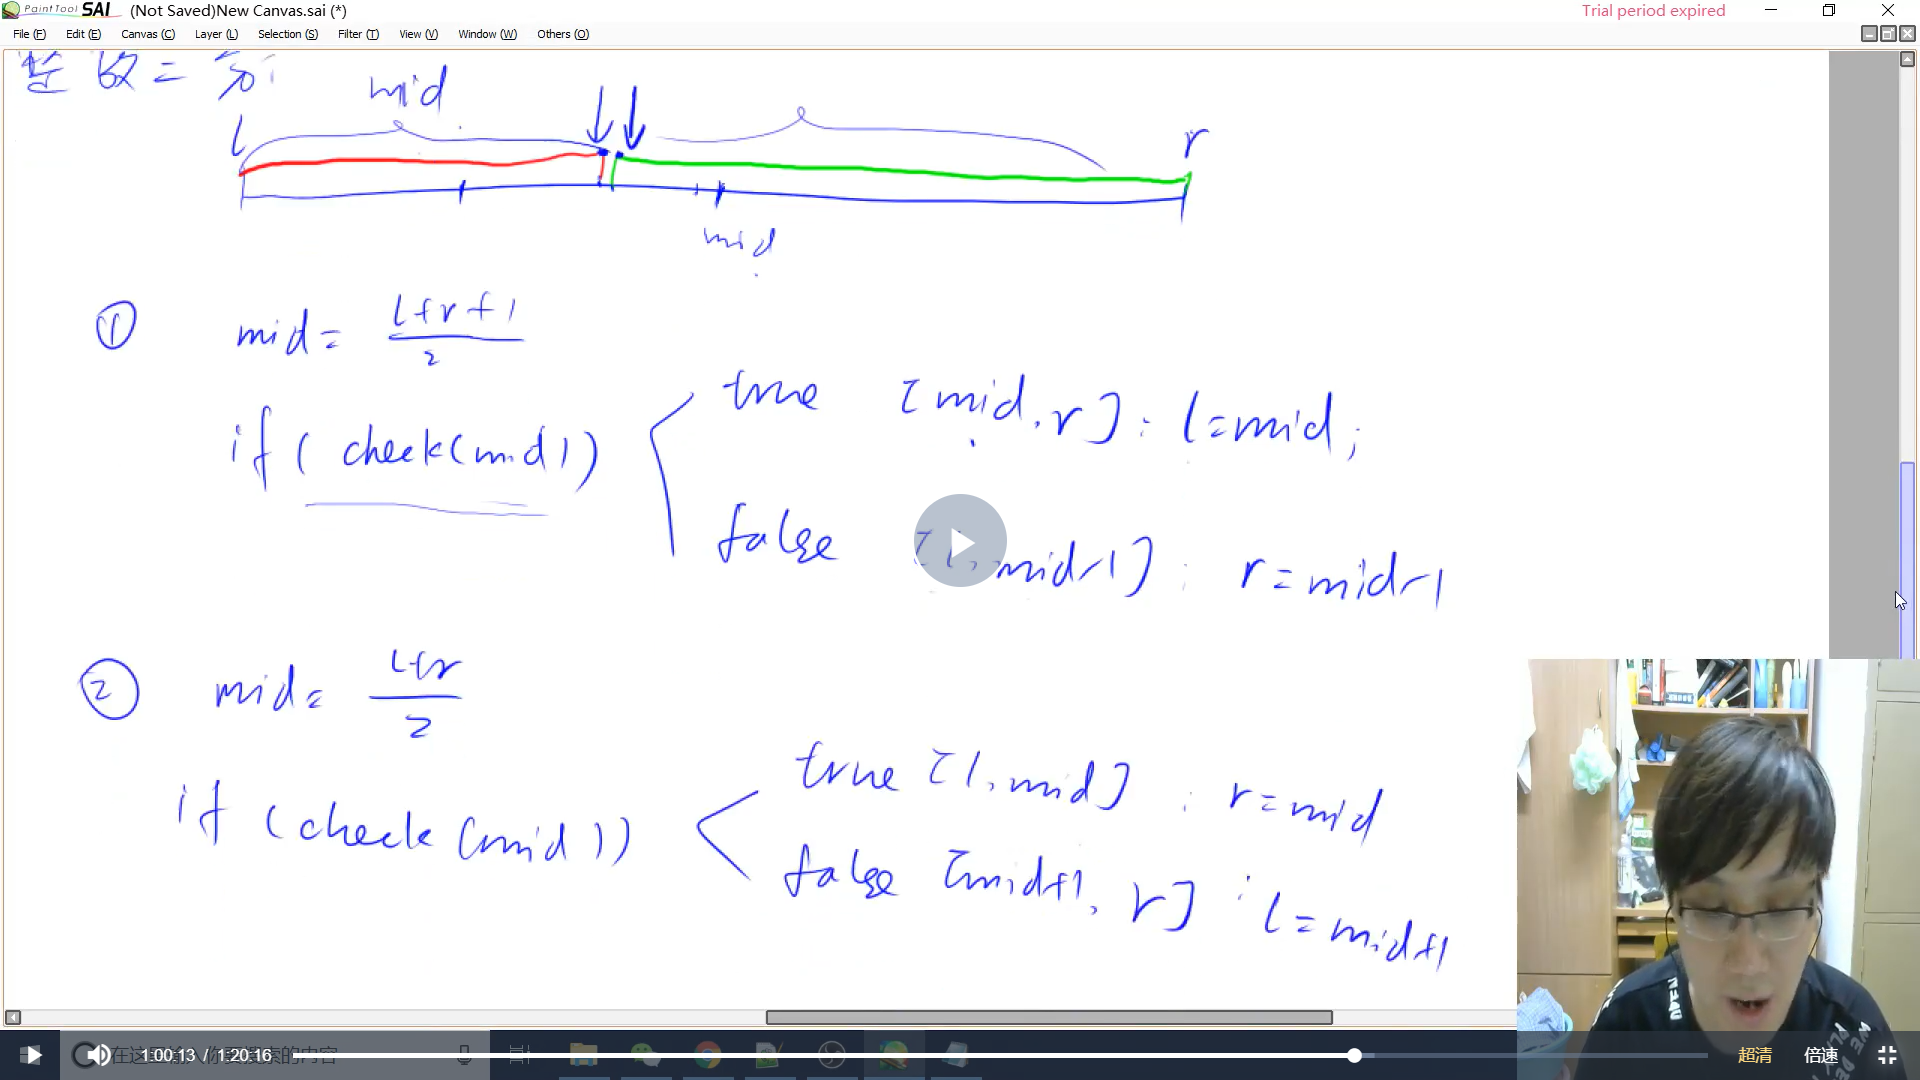 PaintTool SAI (Not Saved)New Canvas.sai (*) Trial period expired
File (F) Edit (E) Canvas (C) Layer (L) Selection (S) Filter (T) View (V) Window (W) Others (O)
整数二分
mid
l r
mid
① mid = (l+r+1)/2
if (check(mid)) true [mid, r] : l=mid;
false [l, mid-1] : r=mid-1
② mid = (l+r)/2
if (check(mid)) true [l, mid] : r=mid
false [mid+1, r] : l=mid+1
1:00:13 / 1:20:16 超清 倍速